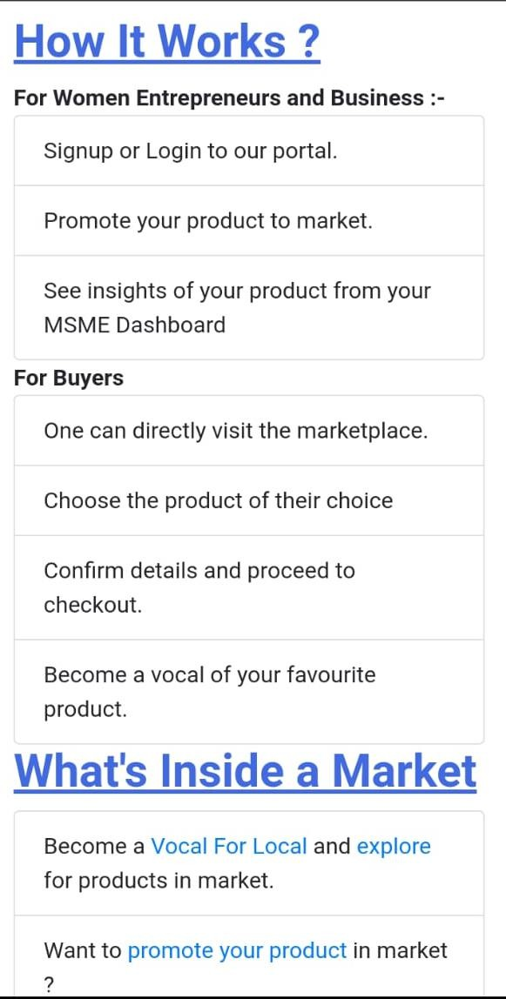 How It Works ?
For Women Entrepreneurs and Business :-
Signup or Login to our portal.
Promote your product to market.
See insights of your product from your
MSME Dashboard
For Buyers
One can directly visit the marketplace.
Choose the product of their choice
Confirm details and proceed to
checkout.
Become a vocal of your favourite
product.
What's Inside a Market
Become a Vocal For Local and explore
for products in market.
Want to promote your product in market
?